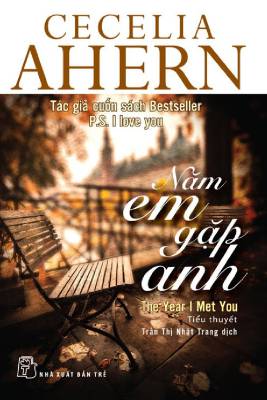 CECELIA
AHERN
Tác giả cuốn sách Bestseller
P.S. I love you
Năm
em
gặp
anh
The Year I Met You
Tiểu thuyết
Trần Thị Nhật Trang dịch
NHÀ XUẤT BẢN TRẺ